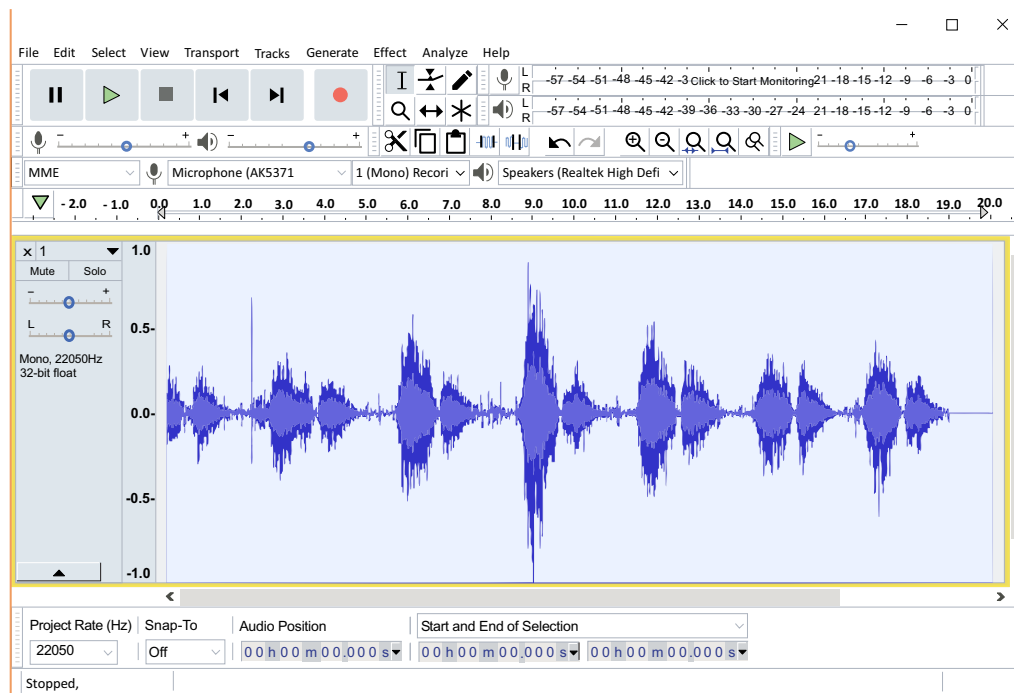 File Edit Select View Transport Tracks Generate Effect Analyze Help
L
R
-57 -54 -51 -48 -45 -42 -3 Click to Start Monitoring 21 -18 -15 -12 -9 -6 -3 0
L
R
-57 -54 -51 -48 -45 -42 -39 -36 -33 -30 -27 -24 -21 -18 -15 -12 -9 -6 -3 0
- + - + - +
MME Microphone (AK5371 1 (Mono) Recori Speakers (Realtek High Defi
- 2.0 - 1.0 0.0 1.0 2.0 3.0 4.0 5.0 6.0 7.0 8.0 9.0 10.0 11.0 12.0 13.0 14.0 15.0 16.0 17.0 18.0 19.0 20.0
x 1
Mute Solo
- +
L R
Mono, 22050Hz
32-bit float
1.0
0.5-
0.0-
-0.5-
-1.0
Project Rate (Hz) Snap-To Audio Position Start and End of Selection
22050 Off 00 h 00 m 00.000 s 00 h 00 m 00.000 s 00 h 00 m 00.000 s
Stopped,